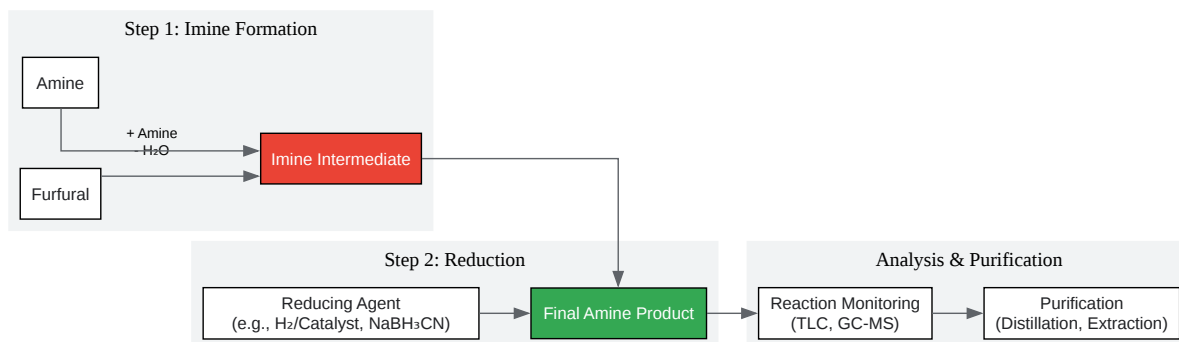 Step 1: Imine Formation
Amine
+ Amine
- H₂O
Imine Intermediate
Furfural
Step 2: Reduction
Reducing Agent
(e.g., H₂/Catalyst, NaBH₃CN)
Final Amine Product
Analysis & Purification
Reaction Monitoring
(TLC, GC-MS)
Purification
(Distillation, Extraction)